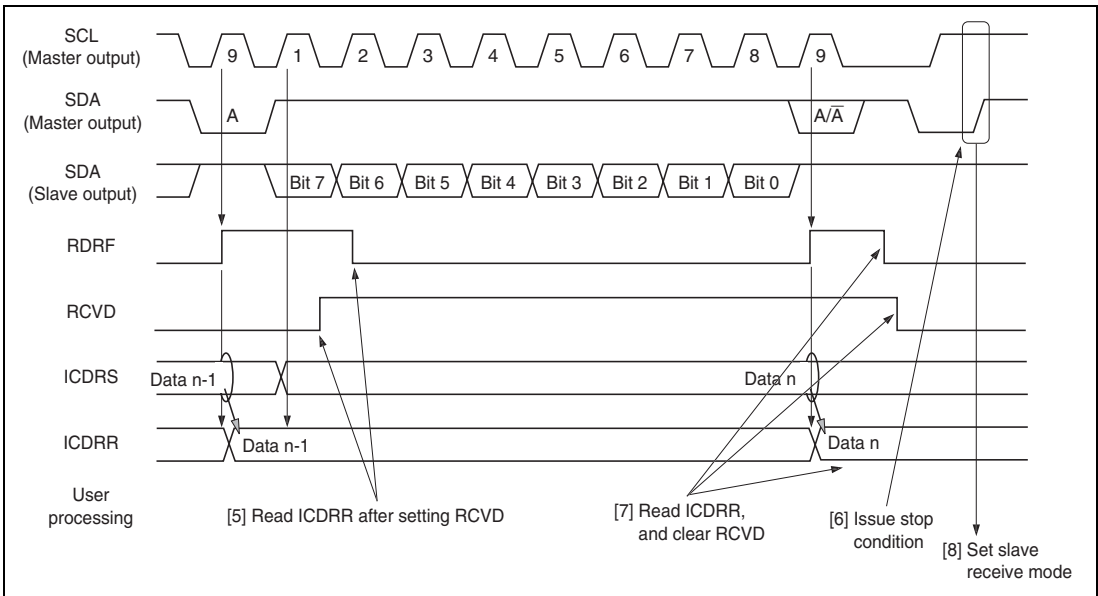 SCL
(Master output)
9 1 2 3 4 5 6 7 8 9
SDA
(Master output)
A A/A̅
SDA
(Slave output)
Bit 7 Bit 6 Bit 5 Bit 4 Bit 3 Bit 2 Bit 1 Bit 0
RDRF
RCVD
ICDRS
Data n-1 Data n
ICDRR
Data n-1 Data n
User
processing
[5] Read ICDRR after setting RCVD
[7] Read ICDRR,
and clear RCVD
[6] Issue stop
condition
[8] Set slave
receive mode